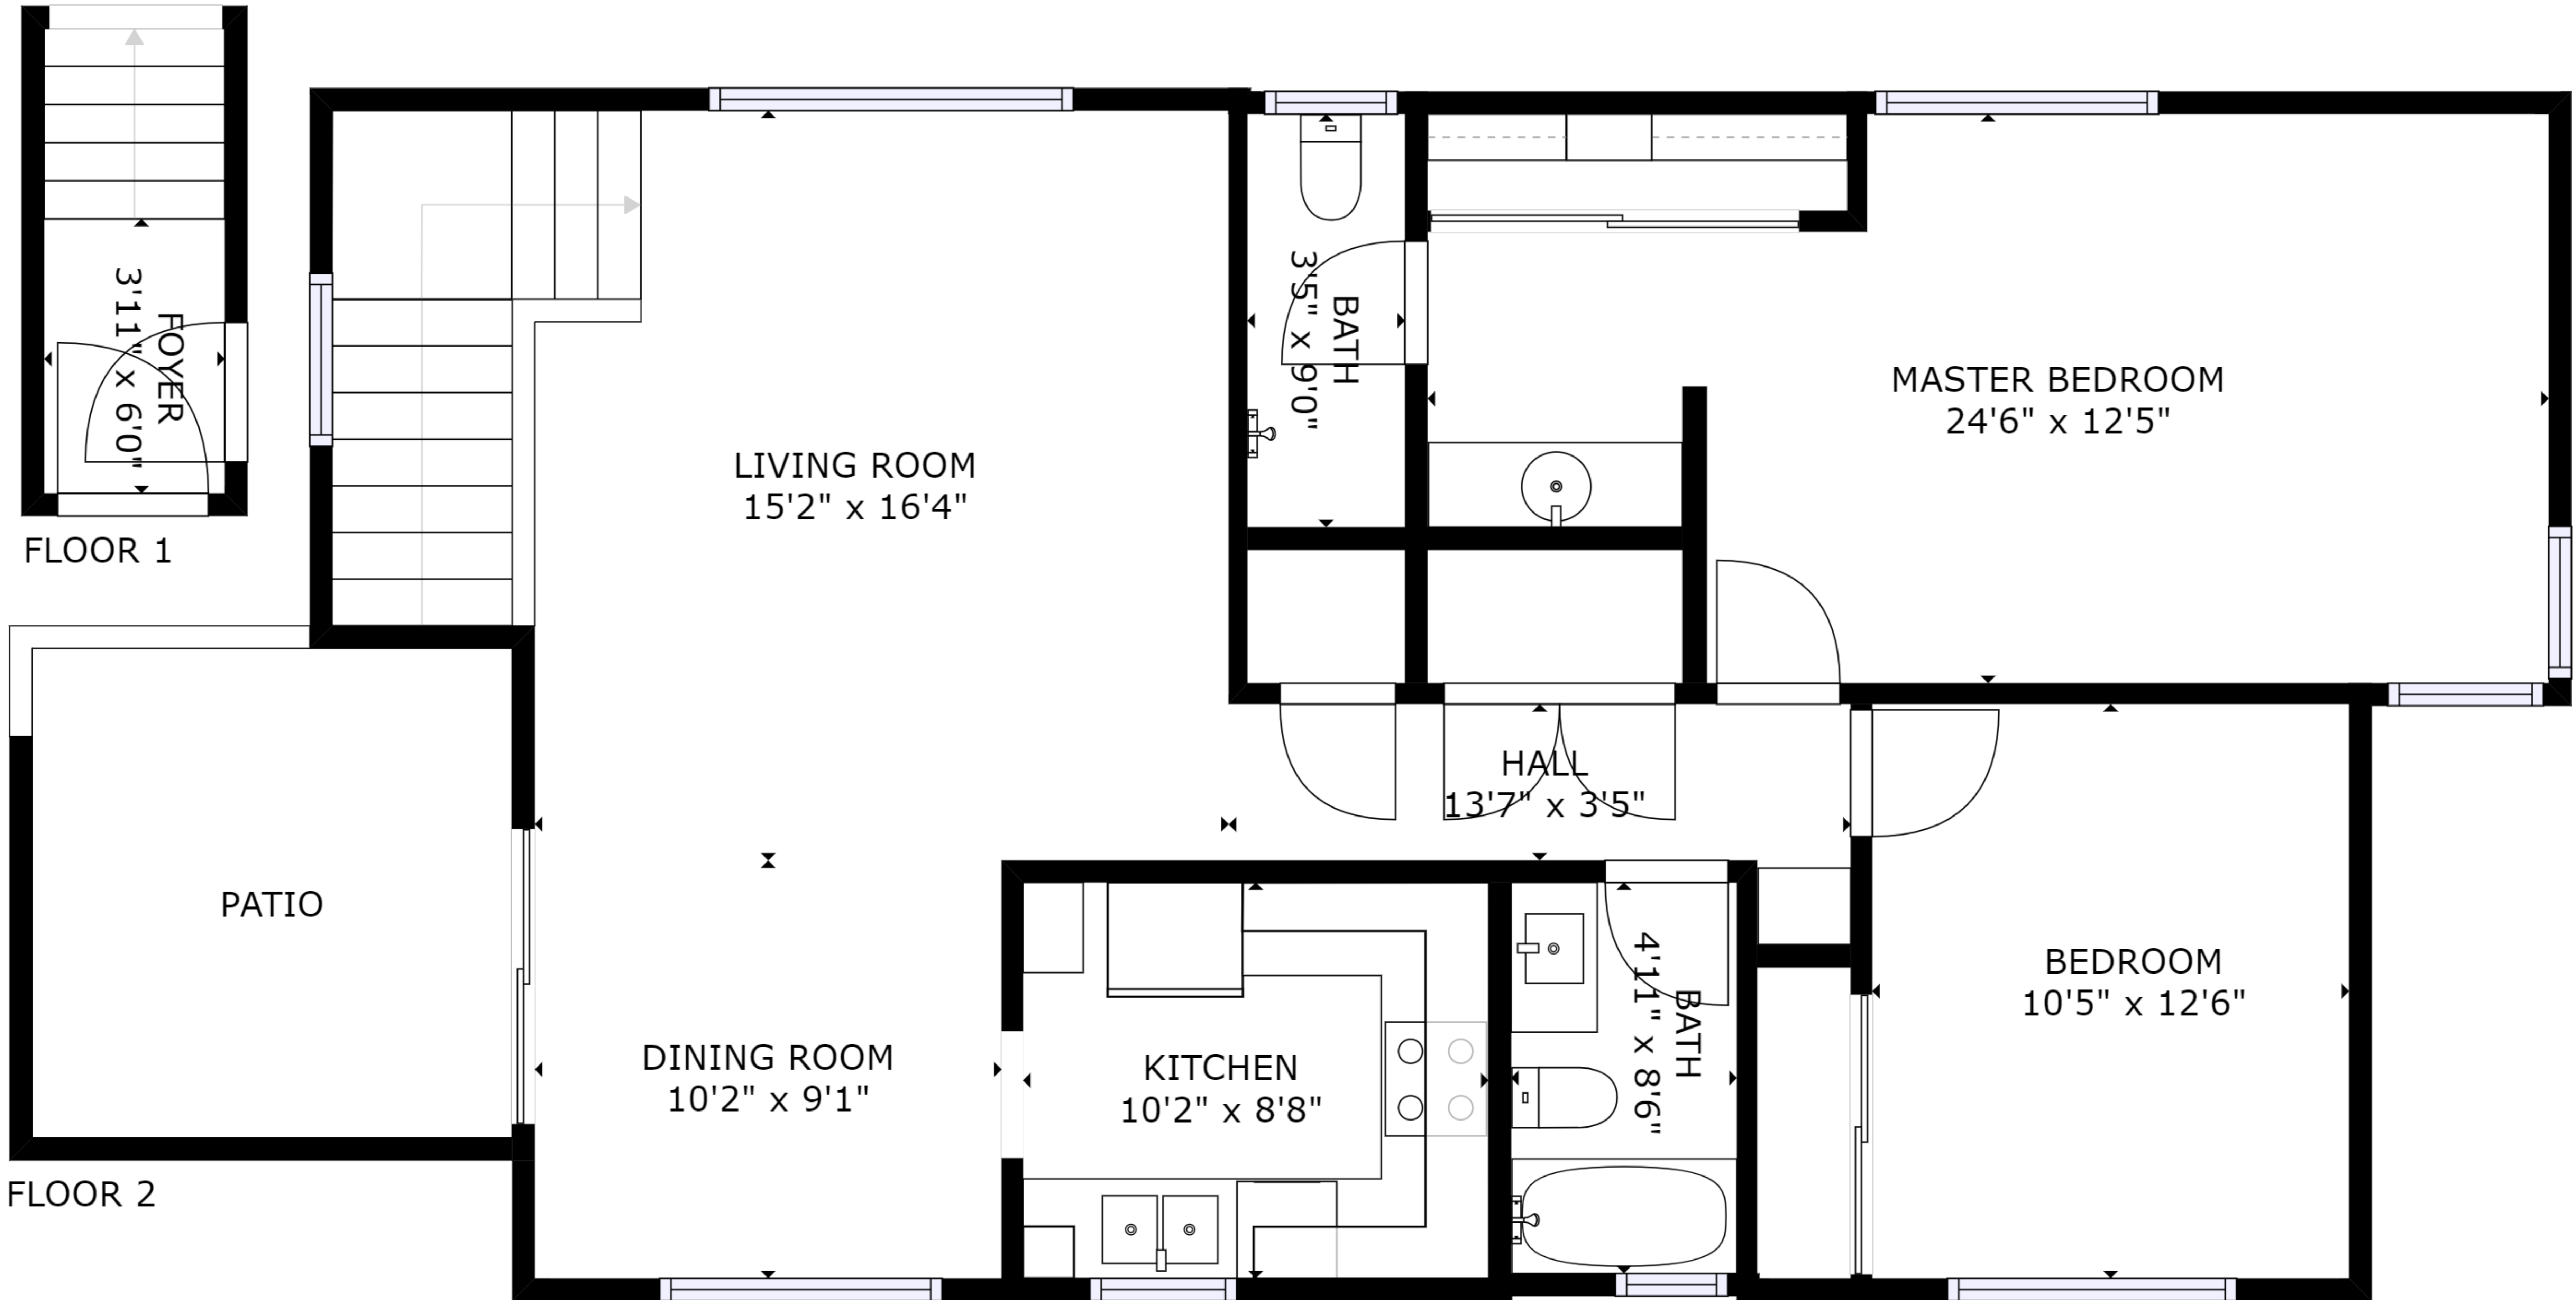 FOYER
3'11" x 6'0"
FLOOR 1
LIVING ROOM
15'2" x 16'4"
BATH
3'5" x 9'0"
MASTER BEDROOM
24'6" x 12'5"
HALL
13'7" x 3'5"
PATIO
DINING ROOM
10'2" x 9'1"
KITCHEN
10'2" x 8'8"
BATH
4'11" x 8'6"
BEDROOM
10'5" x 12'6"
FLOOR 2